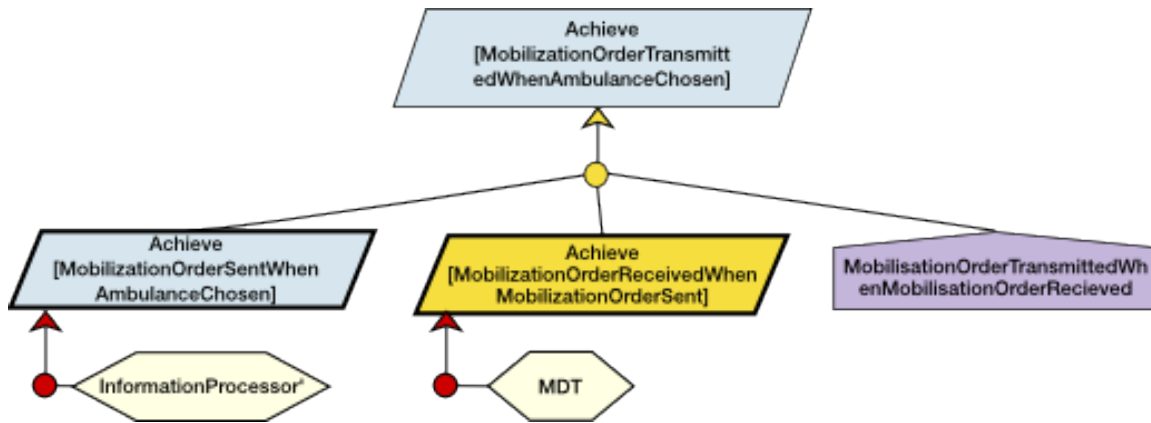 Achieve
[MobilizationOrderTransmitt
edWhenAmbulanceChosen]
Achieve
[MobilizationOrderSentWhen
AmbulanceChosen]
Achieve
[MobilizationOrderReceivedWhen
MobilizationOrderSent]
MobilisationOrderTransmittedWh
enMobilisationOrderRecieved
InformationProcessor"
MDT